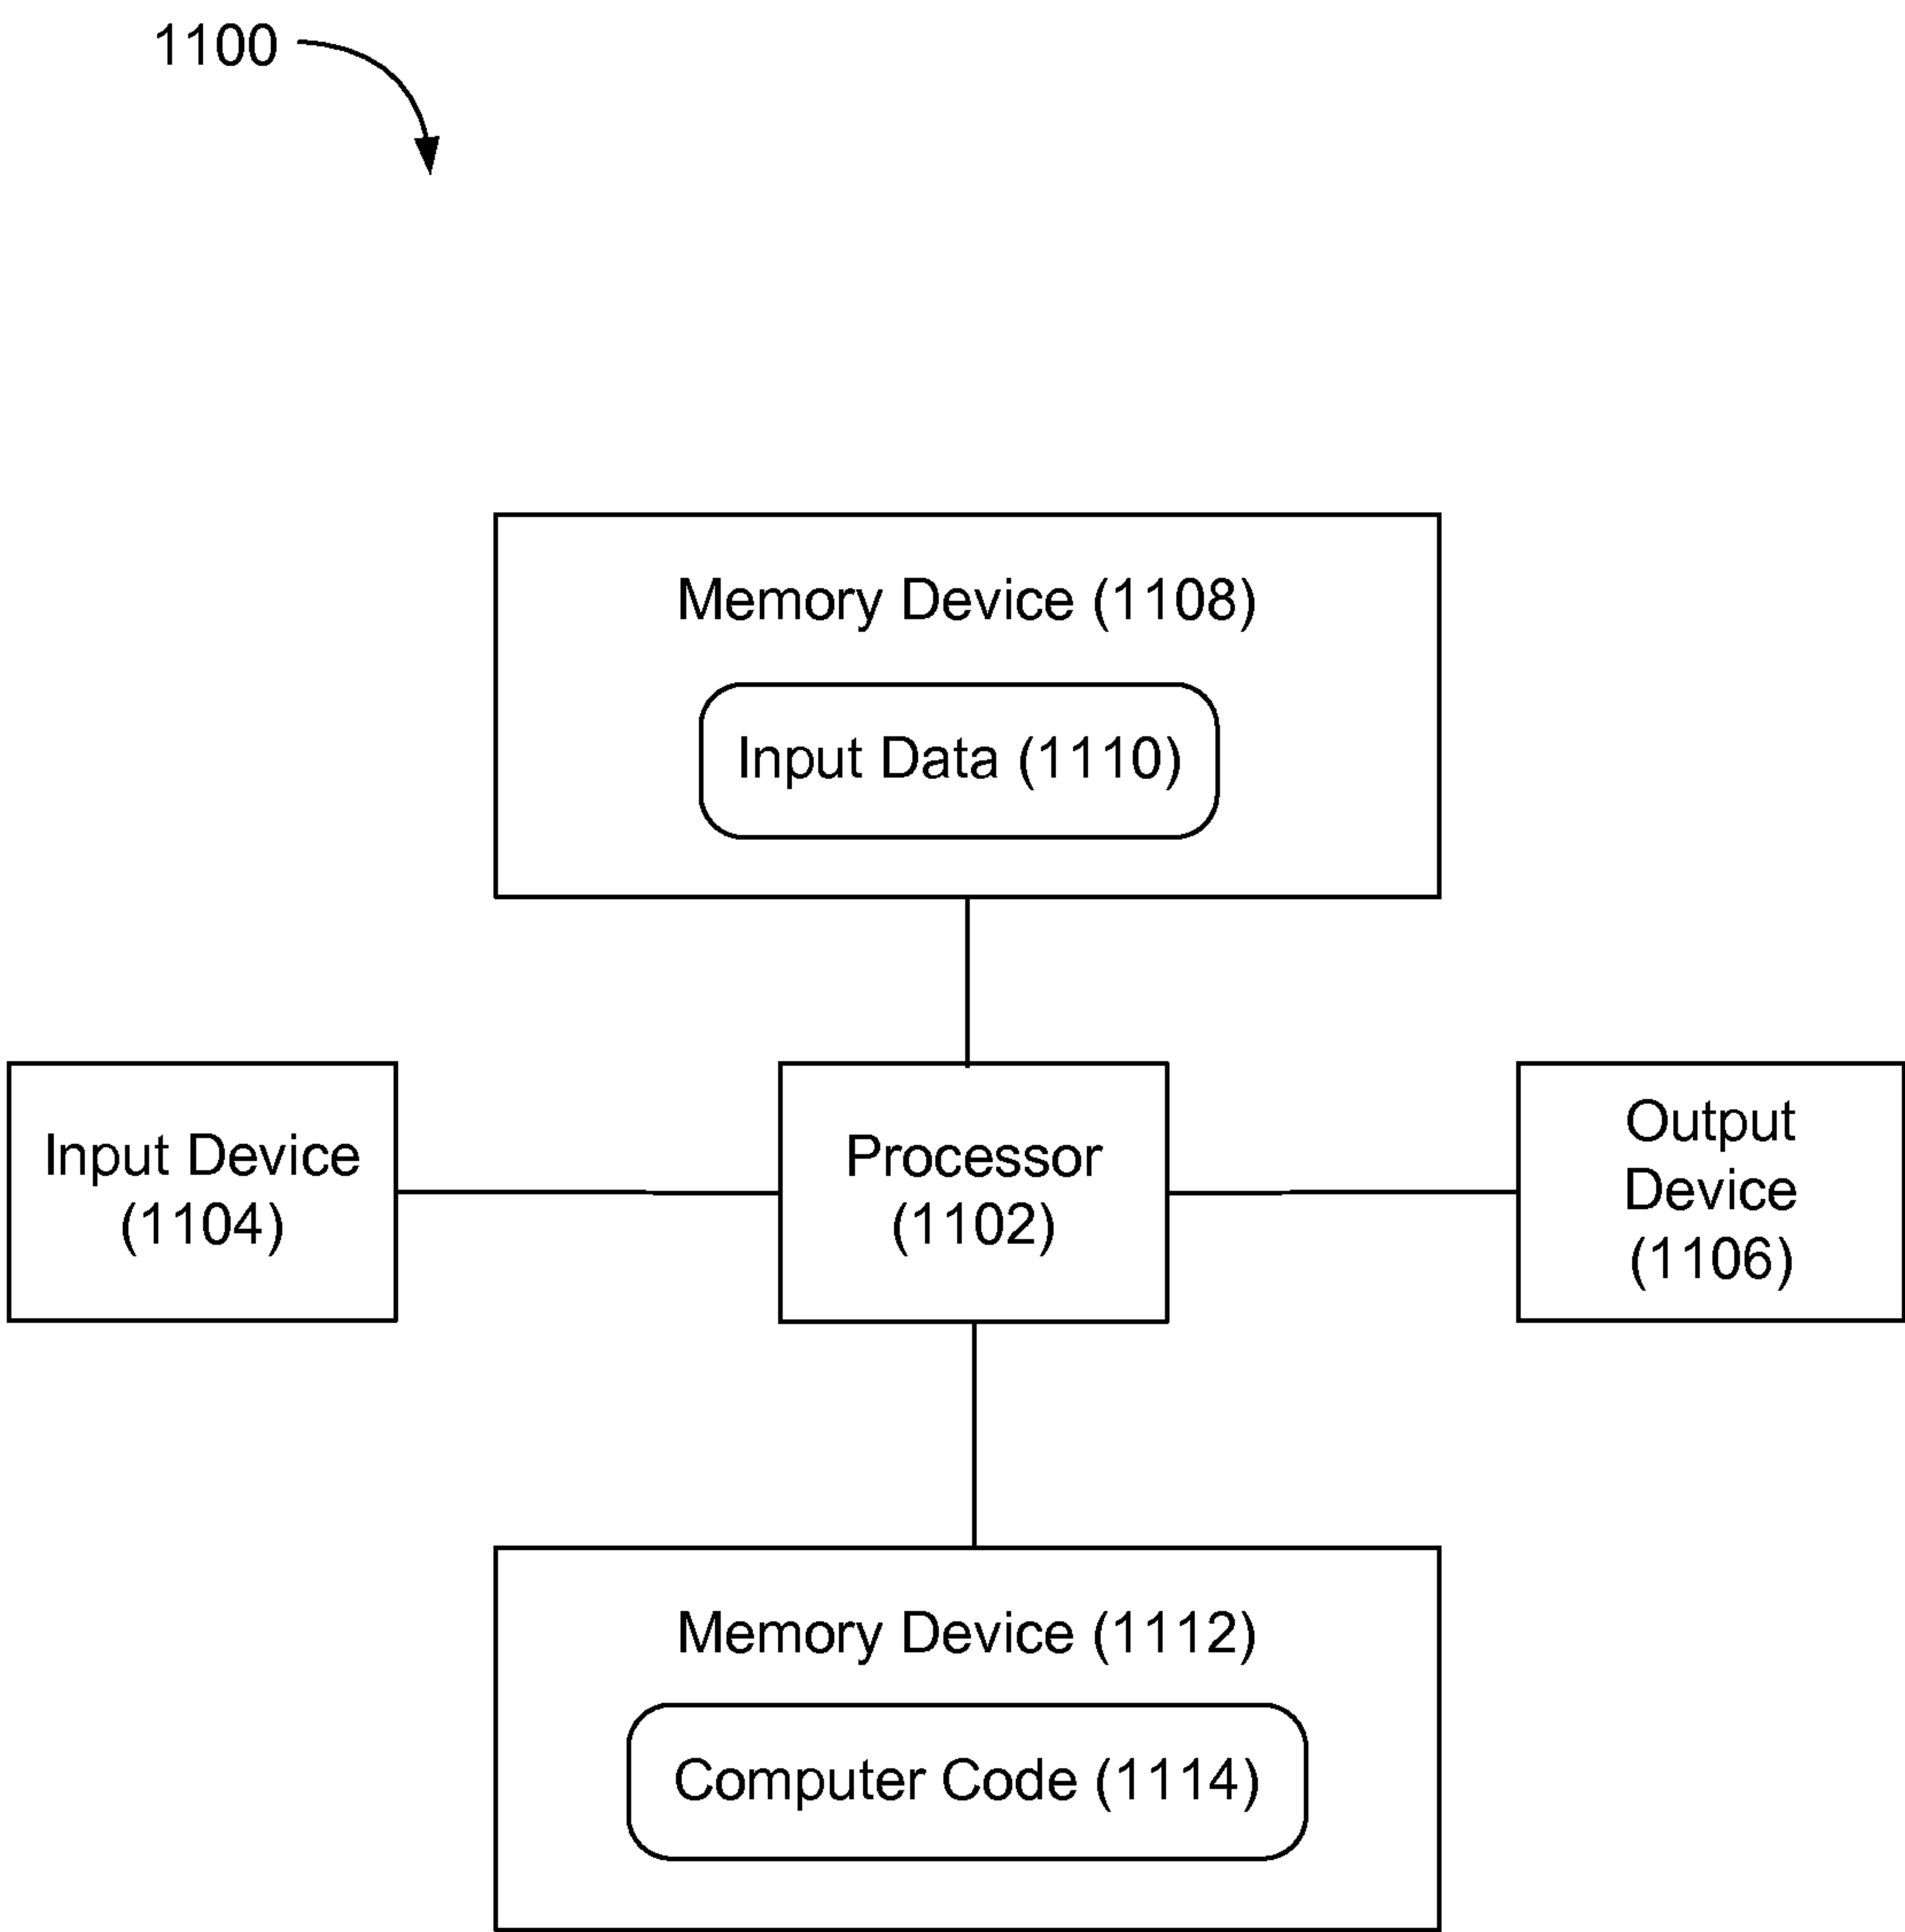 1100
Memory Device (1108)
Input Data (1110)
Input Device
(1104)
Processor
(1102)
Output
Device
(1106)
Memory Device (1112)
Computer Code (1114)